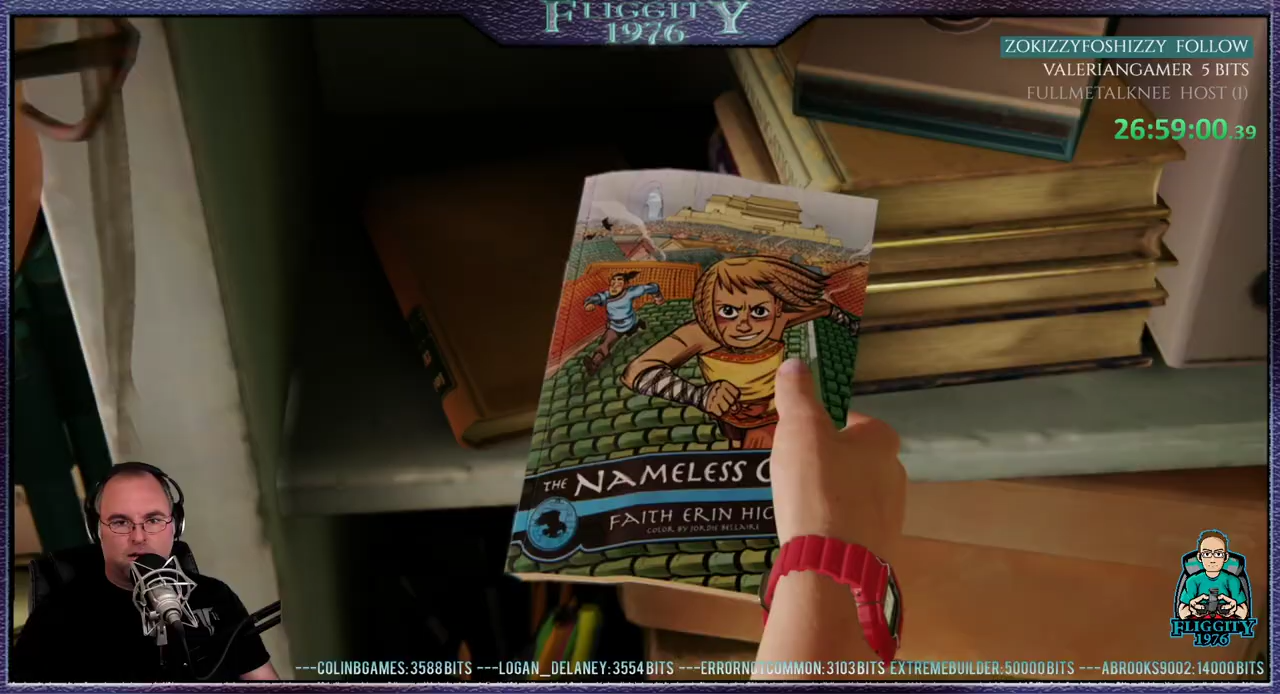 FLIGGITY
1976
ZOKIZZYFOSHIZZY FOLLOW
VALERIANGAMER 5 BITS
FULLMETALKNEE HOST (1)
26:59:00.39
THE NAMELESS C
FAITH ERIN HIC
COLOR BY JORDIE BELLAIRE
FLIGGITY
1976
---COLINBGAMES: 3588 BITS ---LOGAN_DELANEY: 3554 BITS ---ERRORNOTCOMMON: 3103 BITS EXTREMEBUILDER: 50000 BITS ---ABROOKS9002: 14000 BITS